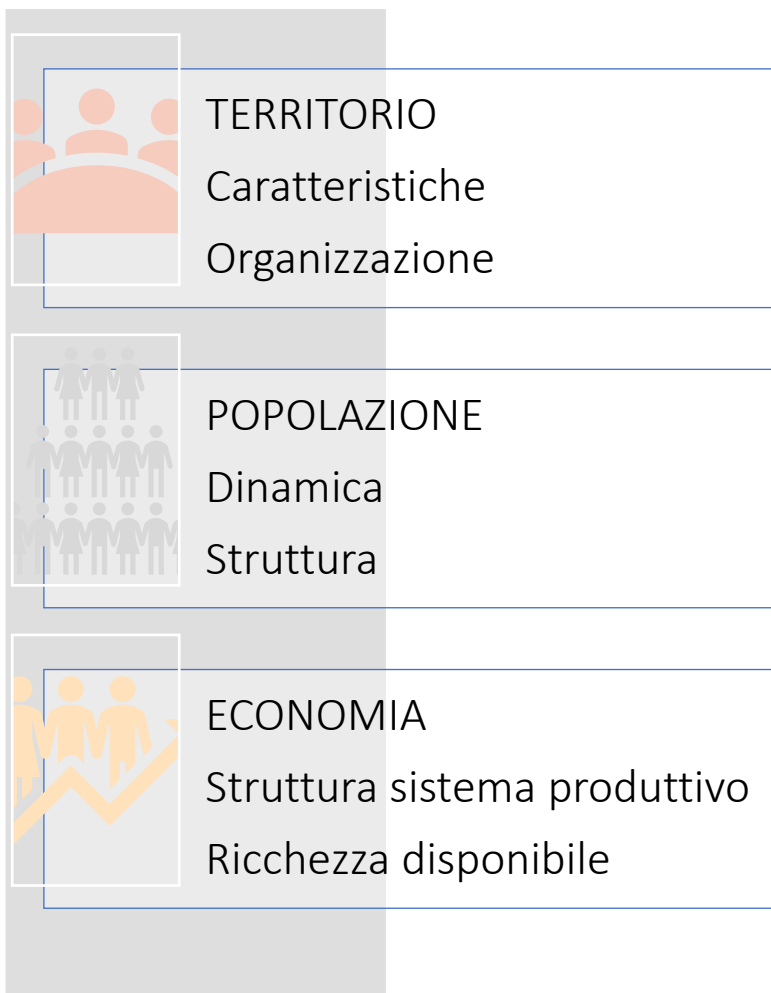 TERRITORIO
Caratteristiche
Organizzazione
POPOLAZIONE
Dinamica
Struttura
ECONOMIA
Struttura sistema produttivo
Ricchezza disponibile